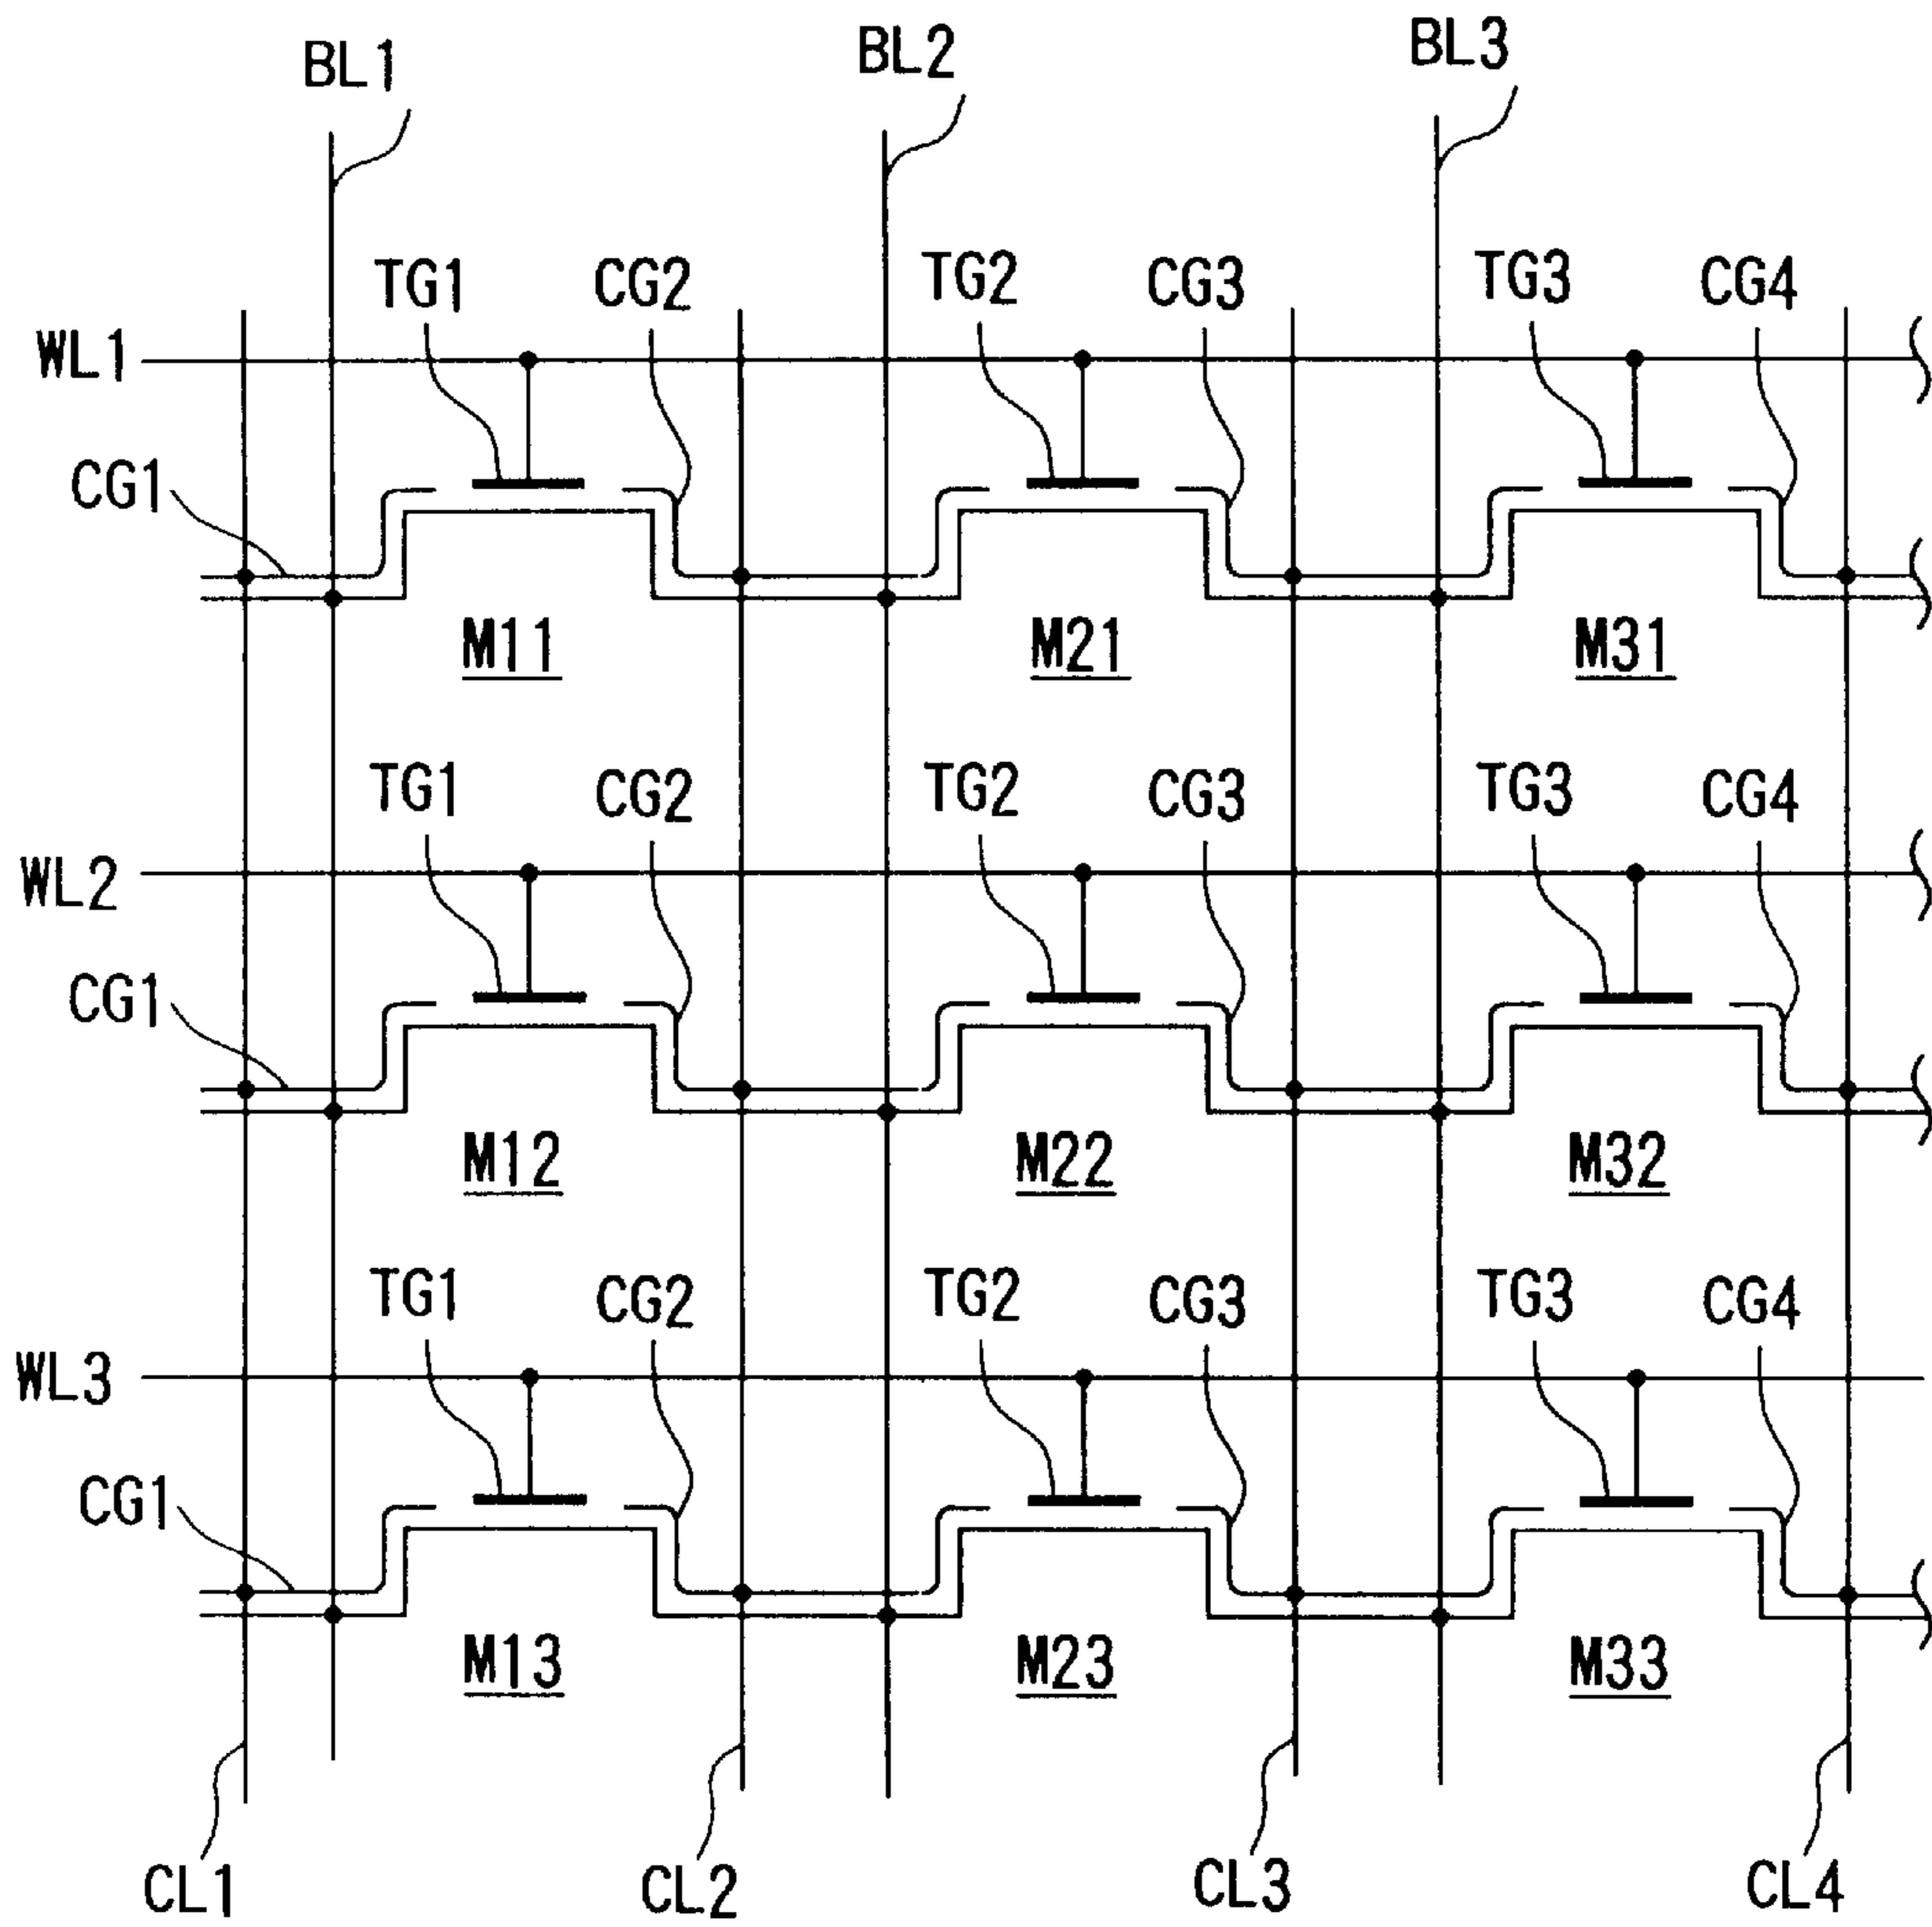 BL1 BL2 BL3
TG1 CG2 TG2 CG3 TG3 CG4
WL1
CG1
M11 M21 M31
TG1 CG2 TG2 CG3 TG3 CG4
WL2
CG1
M12 M22 M32
TG1 CG2 TG2 CG3 TG3 CG4
WL3
CG1
M13 M23 M33
CL1 CL2 CL3 CL4